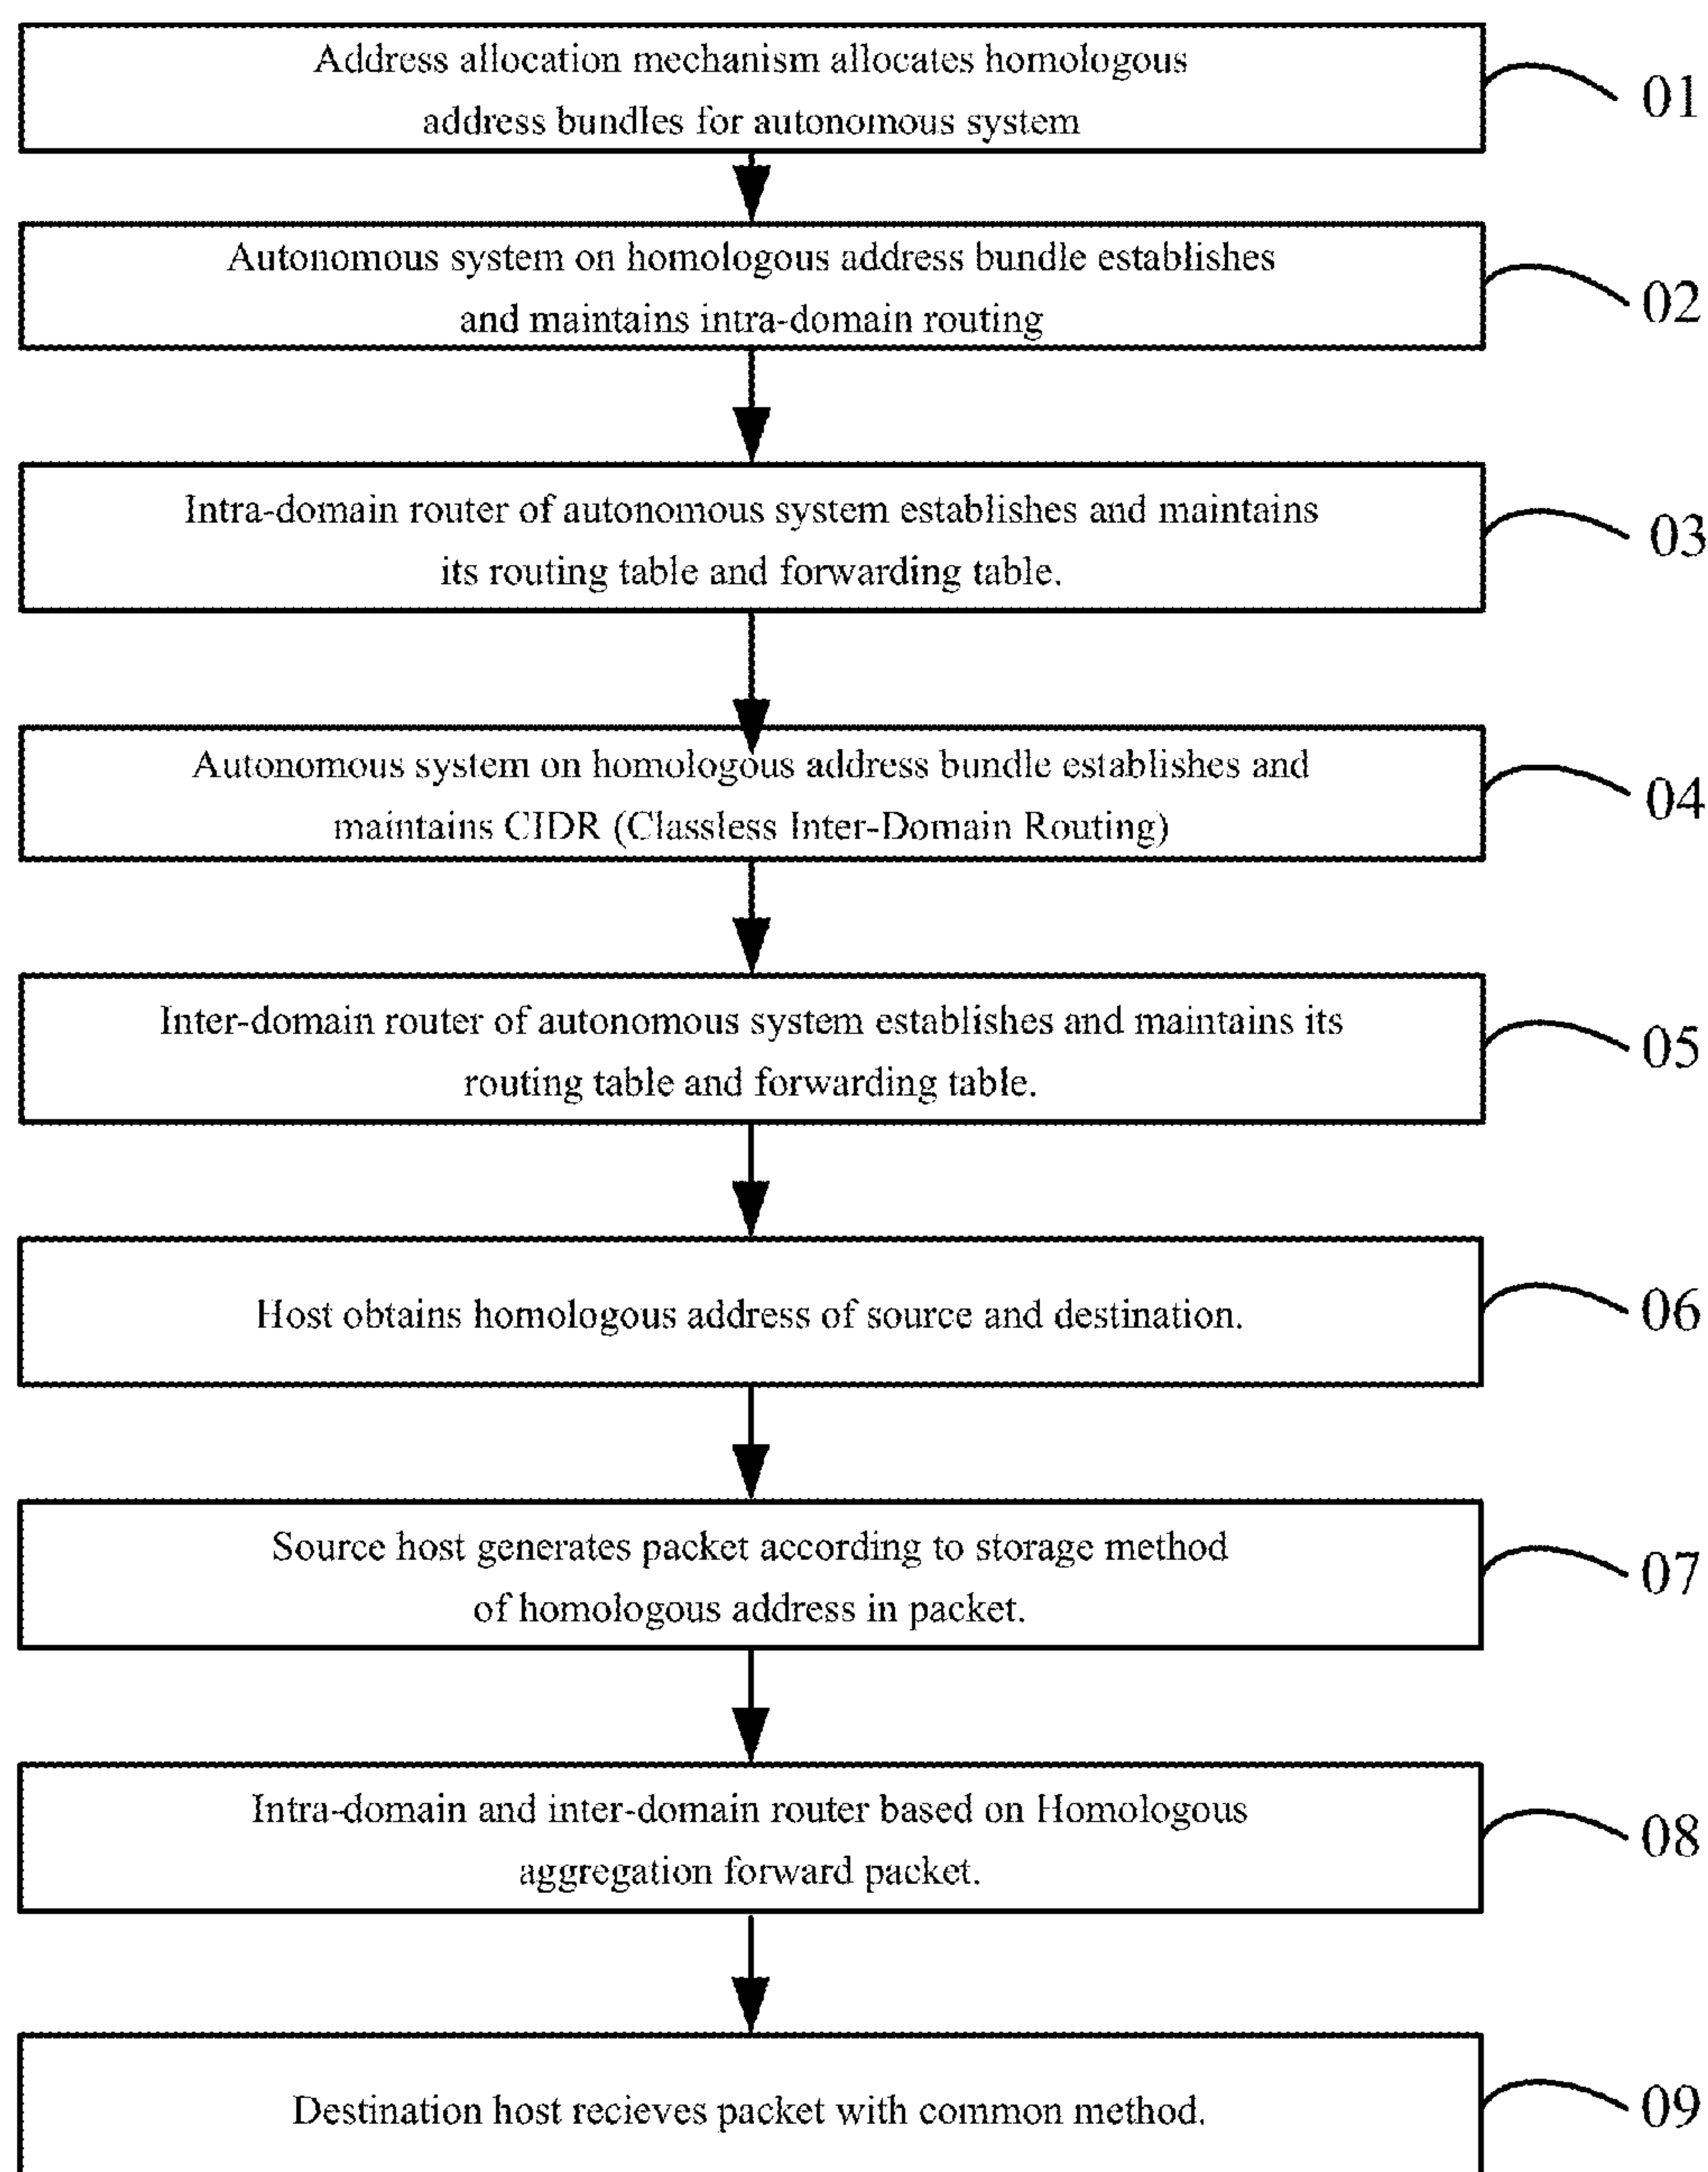 Address allocation mechanism allocates homologous
address bundles for autonomous system
01
Autonomous system on homologous address bundle establishes
and maintains intra-domain routing
02
Intra-domain router of autonomous system establishes and maintains
its routing table and forwarding table.
03
Autonomous system on homologous address bundle establishes and
maintains CIDR (Classless Inter-Domain Routing)
04
Inter-domain router of autonomous system establishes and maintains its
routing table and forwarding table.
05
Host obtains homologous address of source and destination.
06
Source host generates packet according to storage method
of homologous address in packet.
07
Intra-domain and inter-domain router based on Homologous
aggregation forward packet.
08
Destination host recieves packet with common method.
09